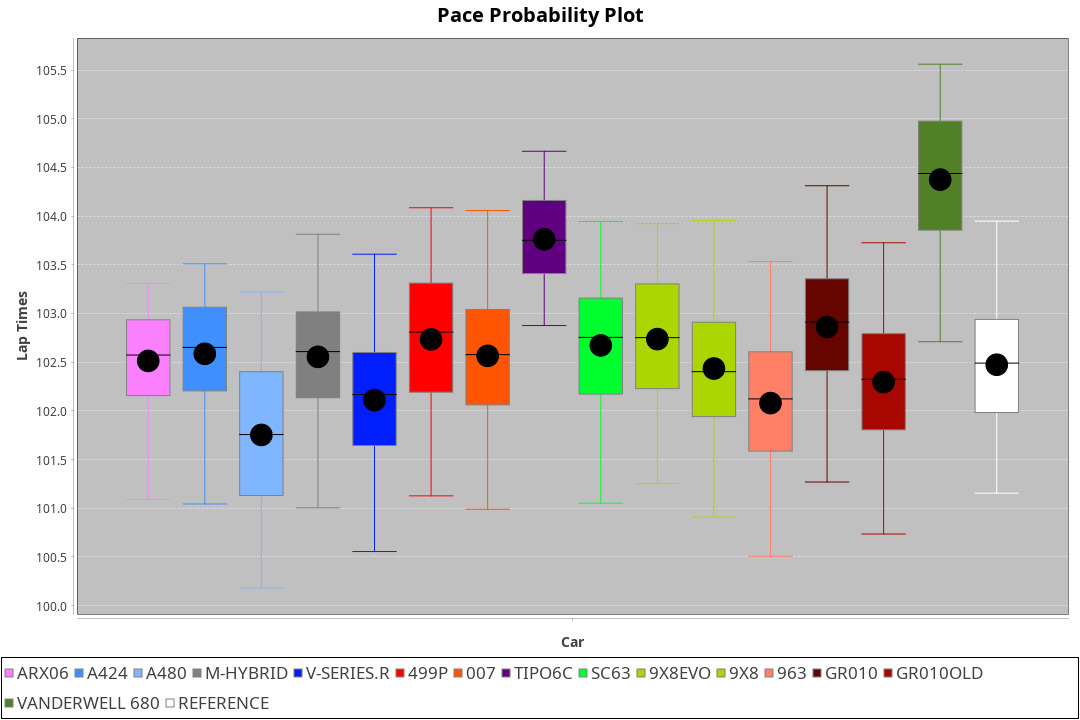 Pace Probability Plot
105.5
105.0
104.5
104.0
103.5
103.0
102.5
102.0
101.5
101.0
100.5
100.0
Lap Times
Car
ARX06 A424 A480 M-HYBRID V-SERIES.R 499P 007 TIPO6C SC63 9X8EVO 9X8 963 GR010 GR010OLD
VANDERWELL 680 REFERENCE